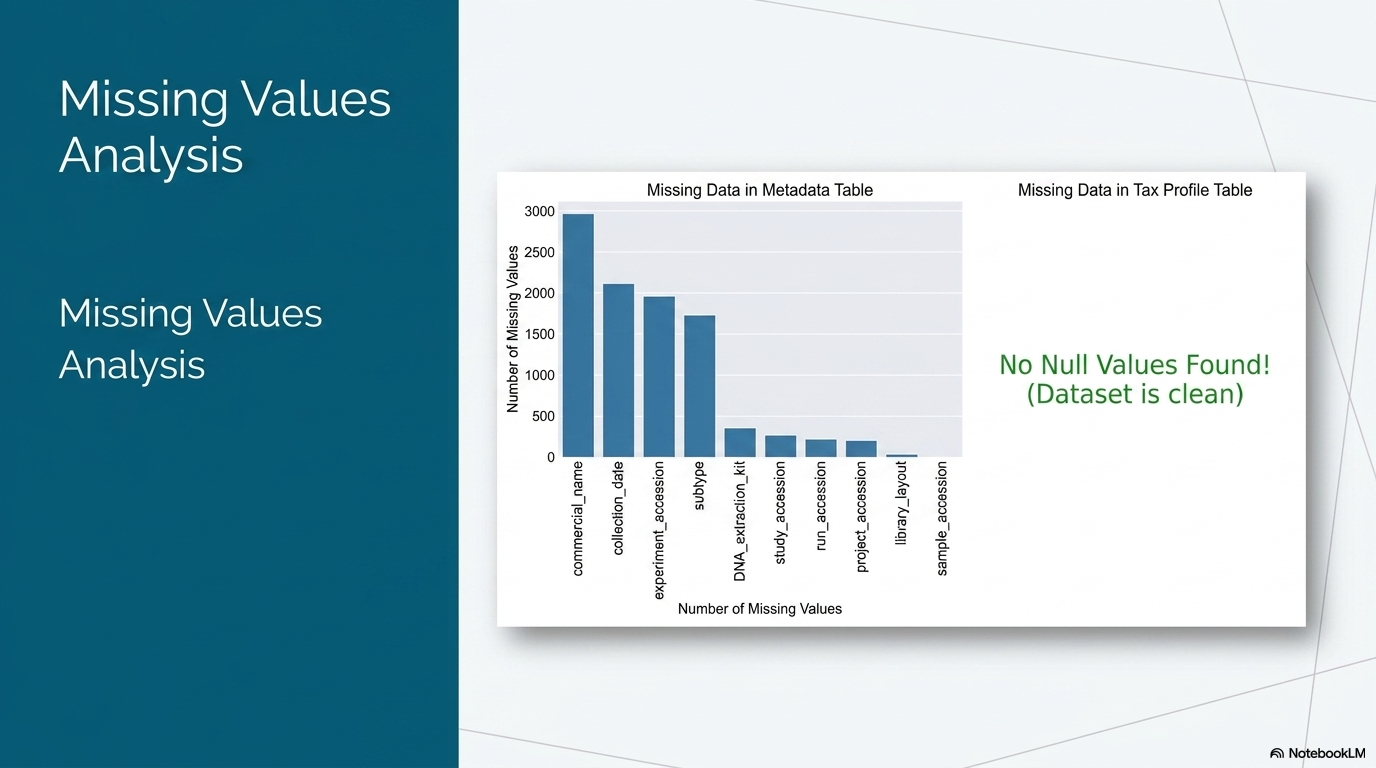 Missing Values
Analysis
Missing Values
Analysis
Missing Data in Metadata Table
Number of Missing Values
3000
2500
2000
1500
1000
500
0
commercial_name
collection_date
experiment_accession
subtype
DNA_extraction_kit
study_accession
run_accession
project_accession
library_layout
sample_accession
Number of Missing Values
Missing Data in Tax Profile Table
No Null Values Found!
(Dataset is clean)
NotebookLM